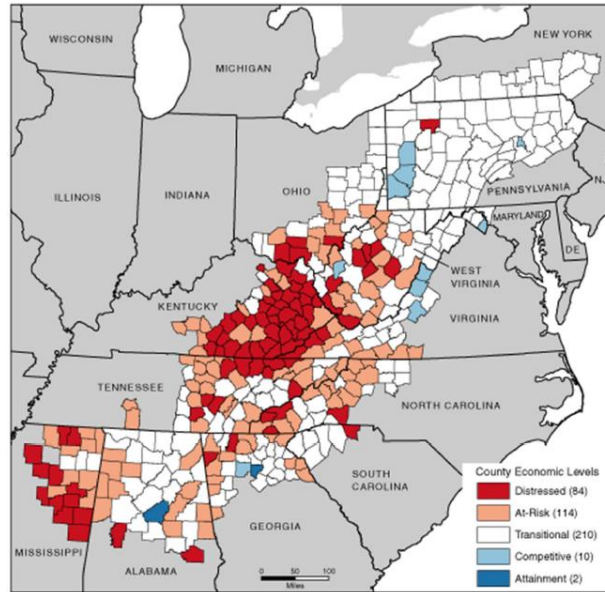 WISCONSIN
MICHIGAN
NEW YORK
ILLINOIS
INDIANA
OHIO
PENNSYLVANIA
N
MARYLAND
DE
WEST
VIRGINIA
KENTUCKY
VIRGINIA
TENNESSEE
NORTH CAROLINA
SOUTH
CAROLINA
MISSISSIPPI
ALABAMA
GEORGIA
0 50 100
Miles
County Economic Levels
Distressed (84)
At-Risk (114)
Transitional (210)
Competitive (10)
Attainment (2)